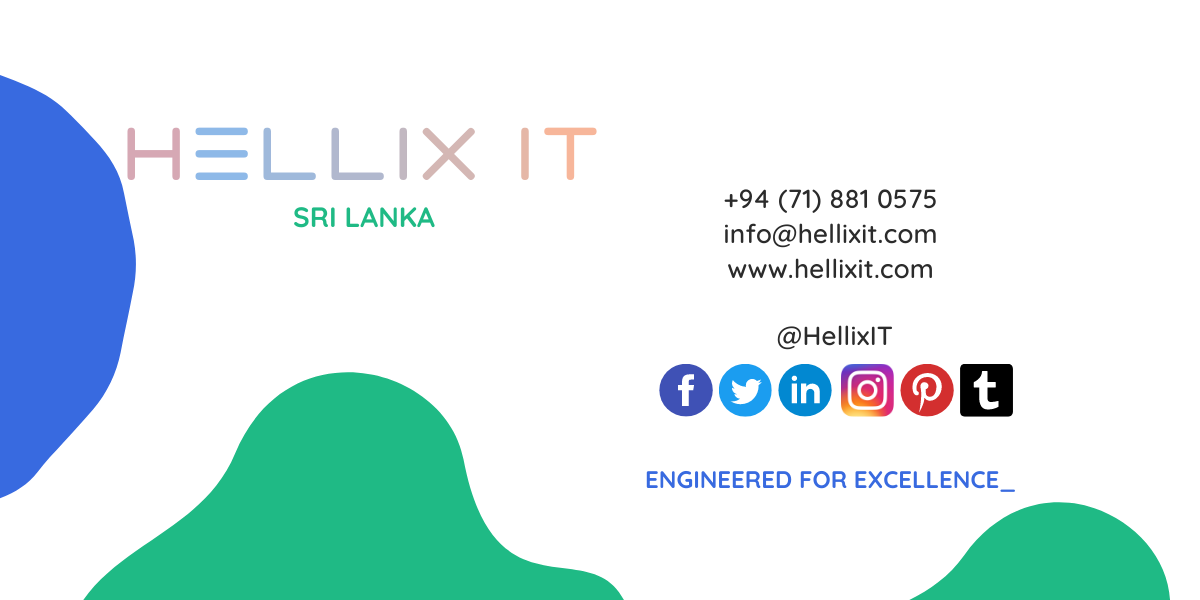 HELLIX IT
SRI LANKA
+94 (71) 881 0575
info@hellixit.com
www.hellixit.com
@HellixIT
ENGINEERED FOR EXCELLENCE_